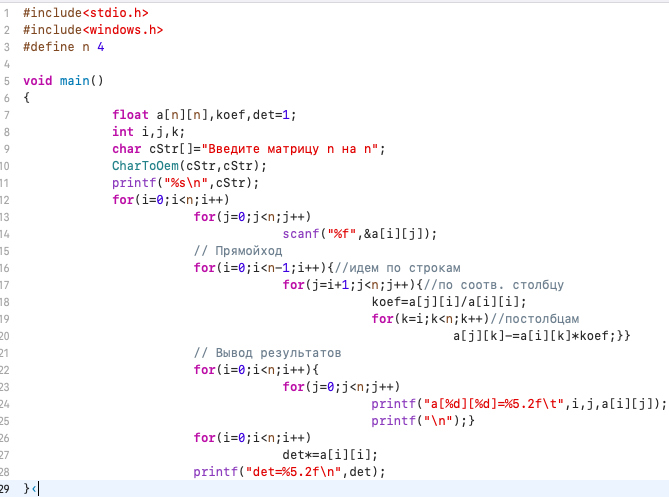 1 #include<stdio.h>
2 #include<windows.h>
3 #define n 4
4
5 void main()
6 {
7 float a[n][n],koef,det=1;
8 int i,j,k;
9 char cStr[]="Введите матрицу n на n";
10 CharToOem(cStr,cStr);
11 printf("%s\n",cStr);
12 for(i=0;i<n;i++)
13 for(j=0;j<n;j++)
14 scanf("%f",&a[i][j]);
15 // Прямойход
16 for(i=0;i<n-1;i++){//идем по строкам
17 for(j=i+1;j<n;j++){//по соотв. столбцу
18 koef=a[j][i]/a[i][i];
19 for(k=i;k<n;k++)//постолбцам
20 a[j][k]-=a[i][k]*koef;}}
21 // Вывод результатов
22 for(i=0;i<n;i++){
23 for(j=0;j<n;j++)
24 printf("a[%d][%d]=%5.2f\t",i,j,a[i][j]);
25 printf("\n");}
26 for(i=0;i<n;i++)
27 det*=a[i][i];
28 printf("det=%5.2f\n",det);
29 }‹